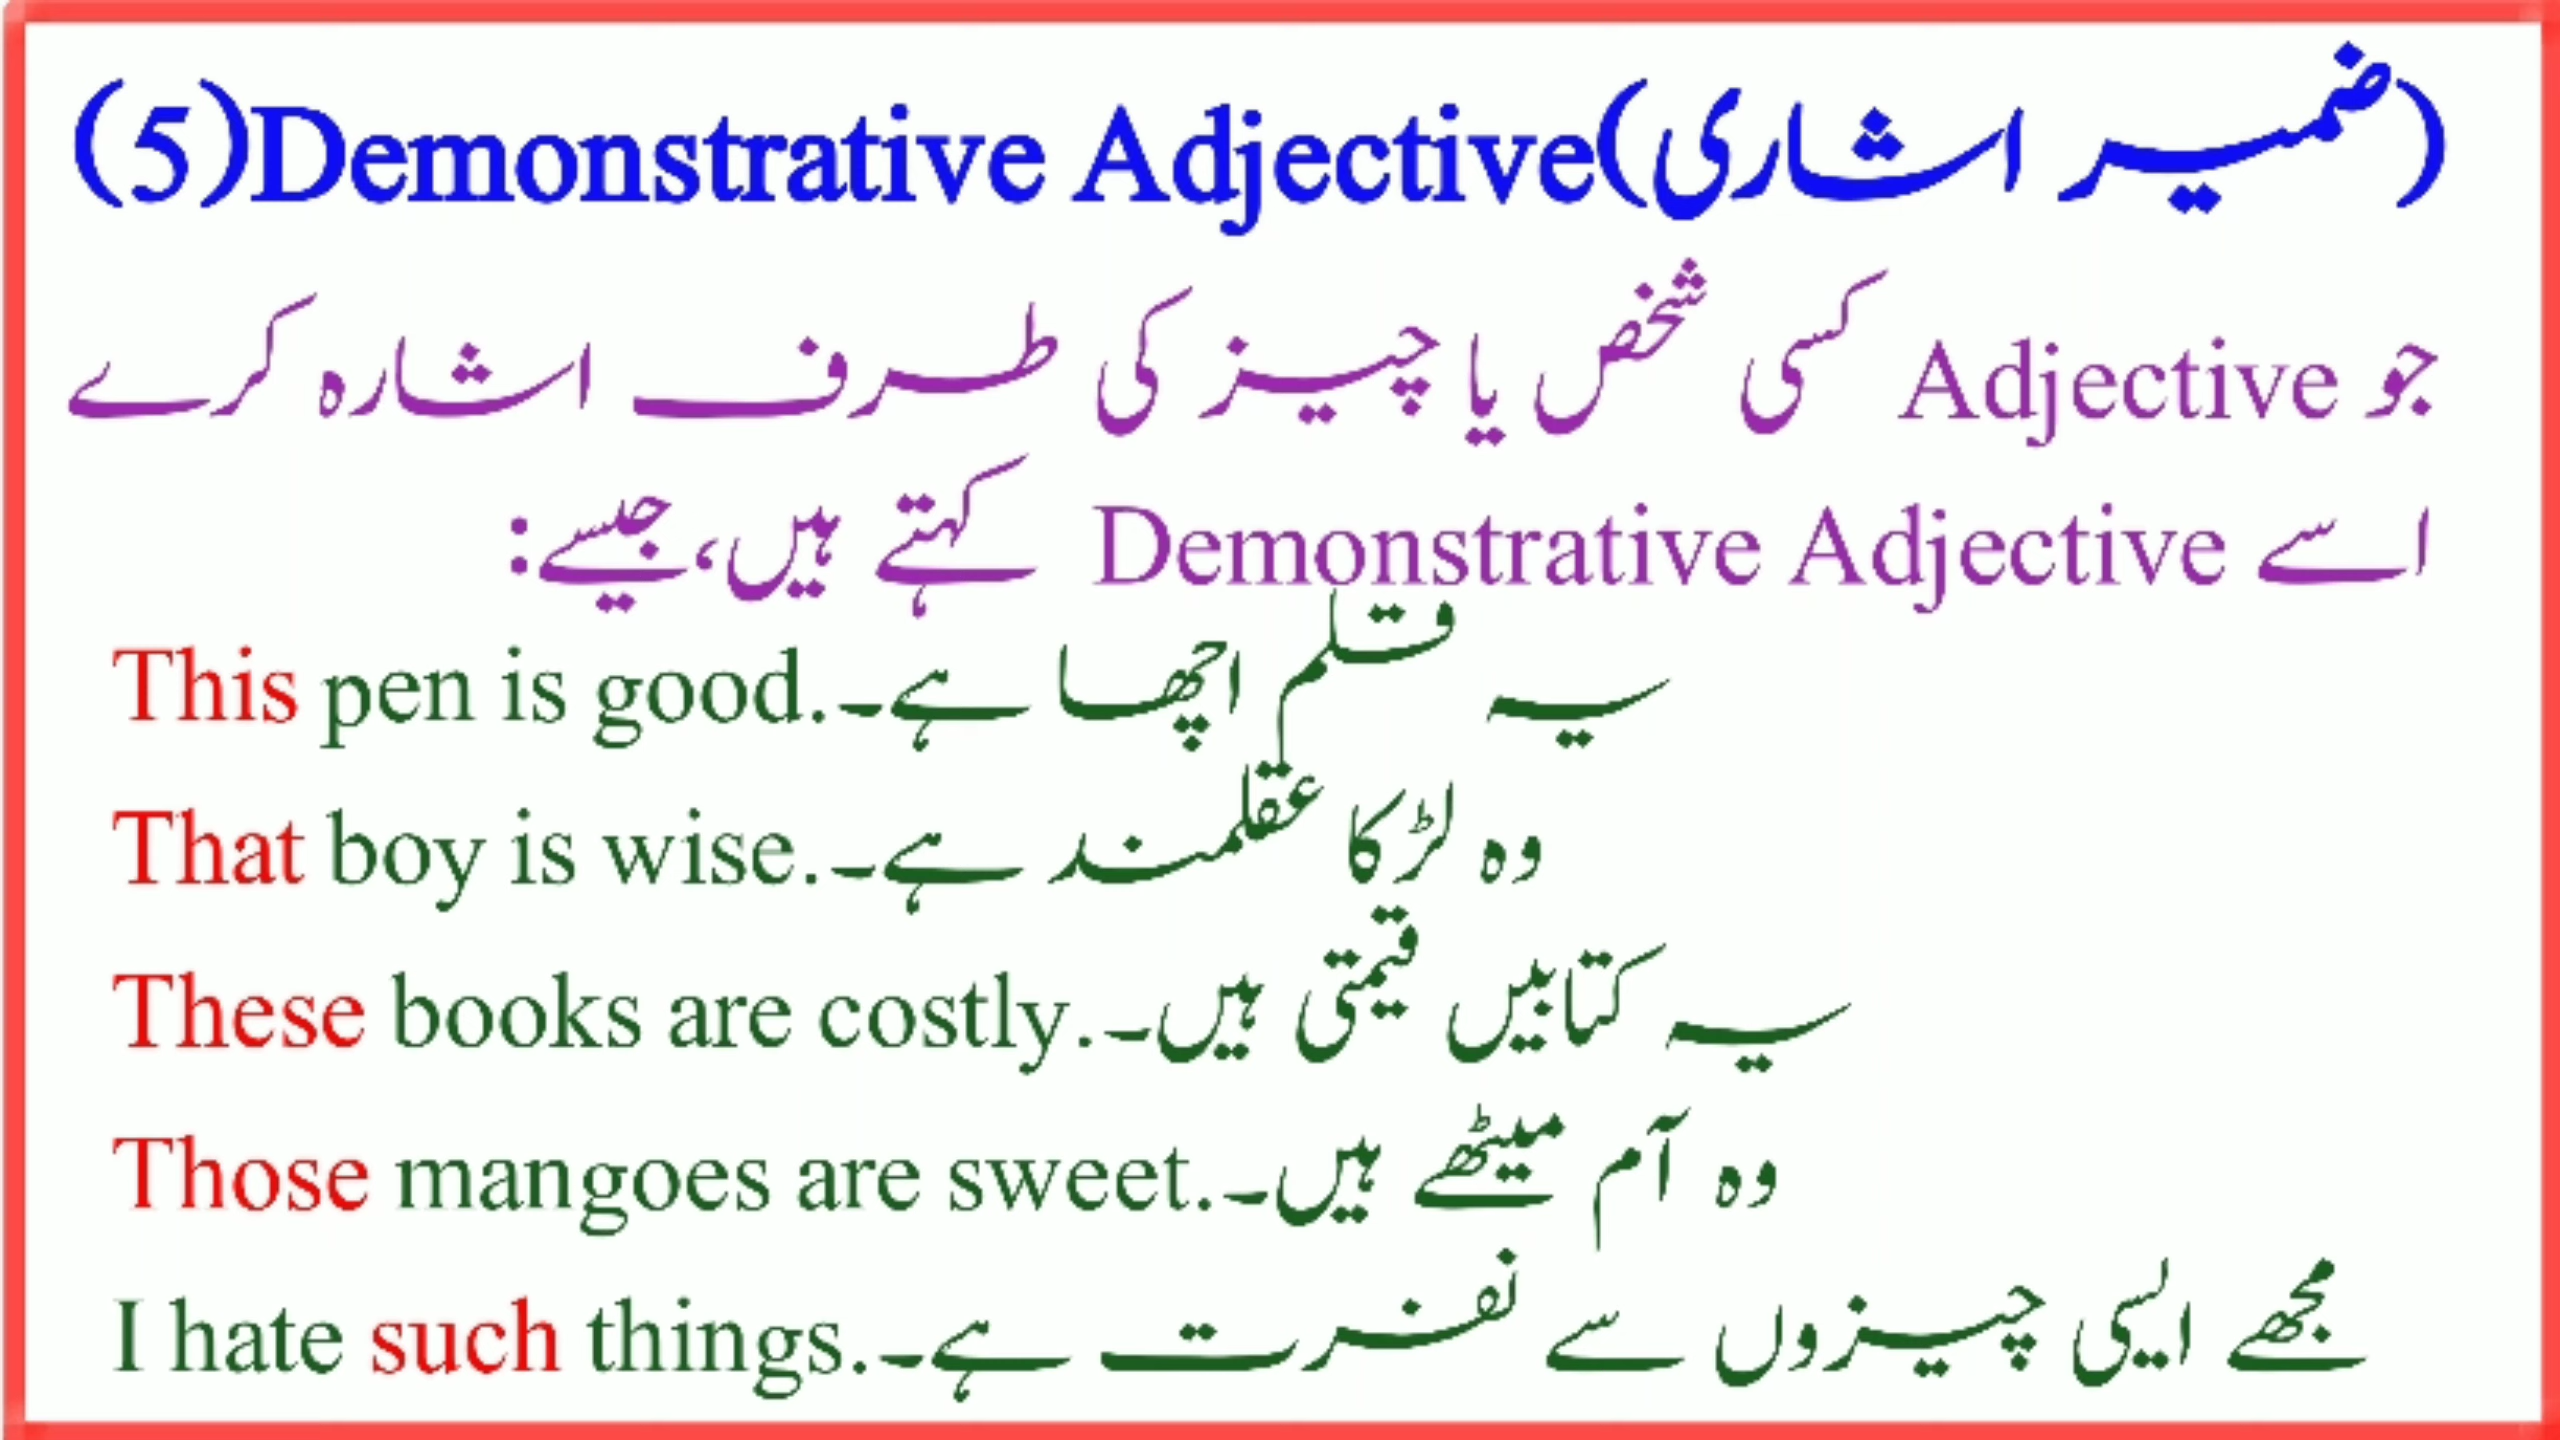 (5)Demonstrative Adjective(ضمیر اشاری)
جو Adjective کسی شخص یا چیز کی طرف اشارہ کرے
اسے Demonstrative Adjective کہتے ہیں، جیسے:
This pen is good. یہ قلم اچھا ہے۔
That boy is wise. وہ لڑکا عقلمند ہے۔
These books are costly. یہ کتابیں قیمتی ہیں۔
Those mangoes are sweet. وہ آم میٹھے ہیں۔
I hate such things. مجھے ایسی چیزوں سے نفرت ہے۔